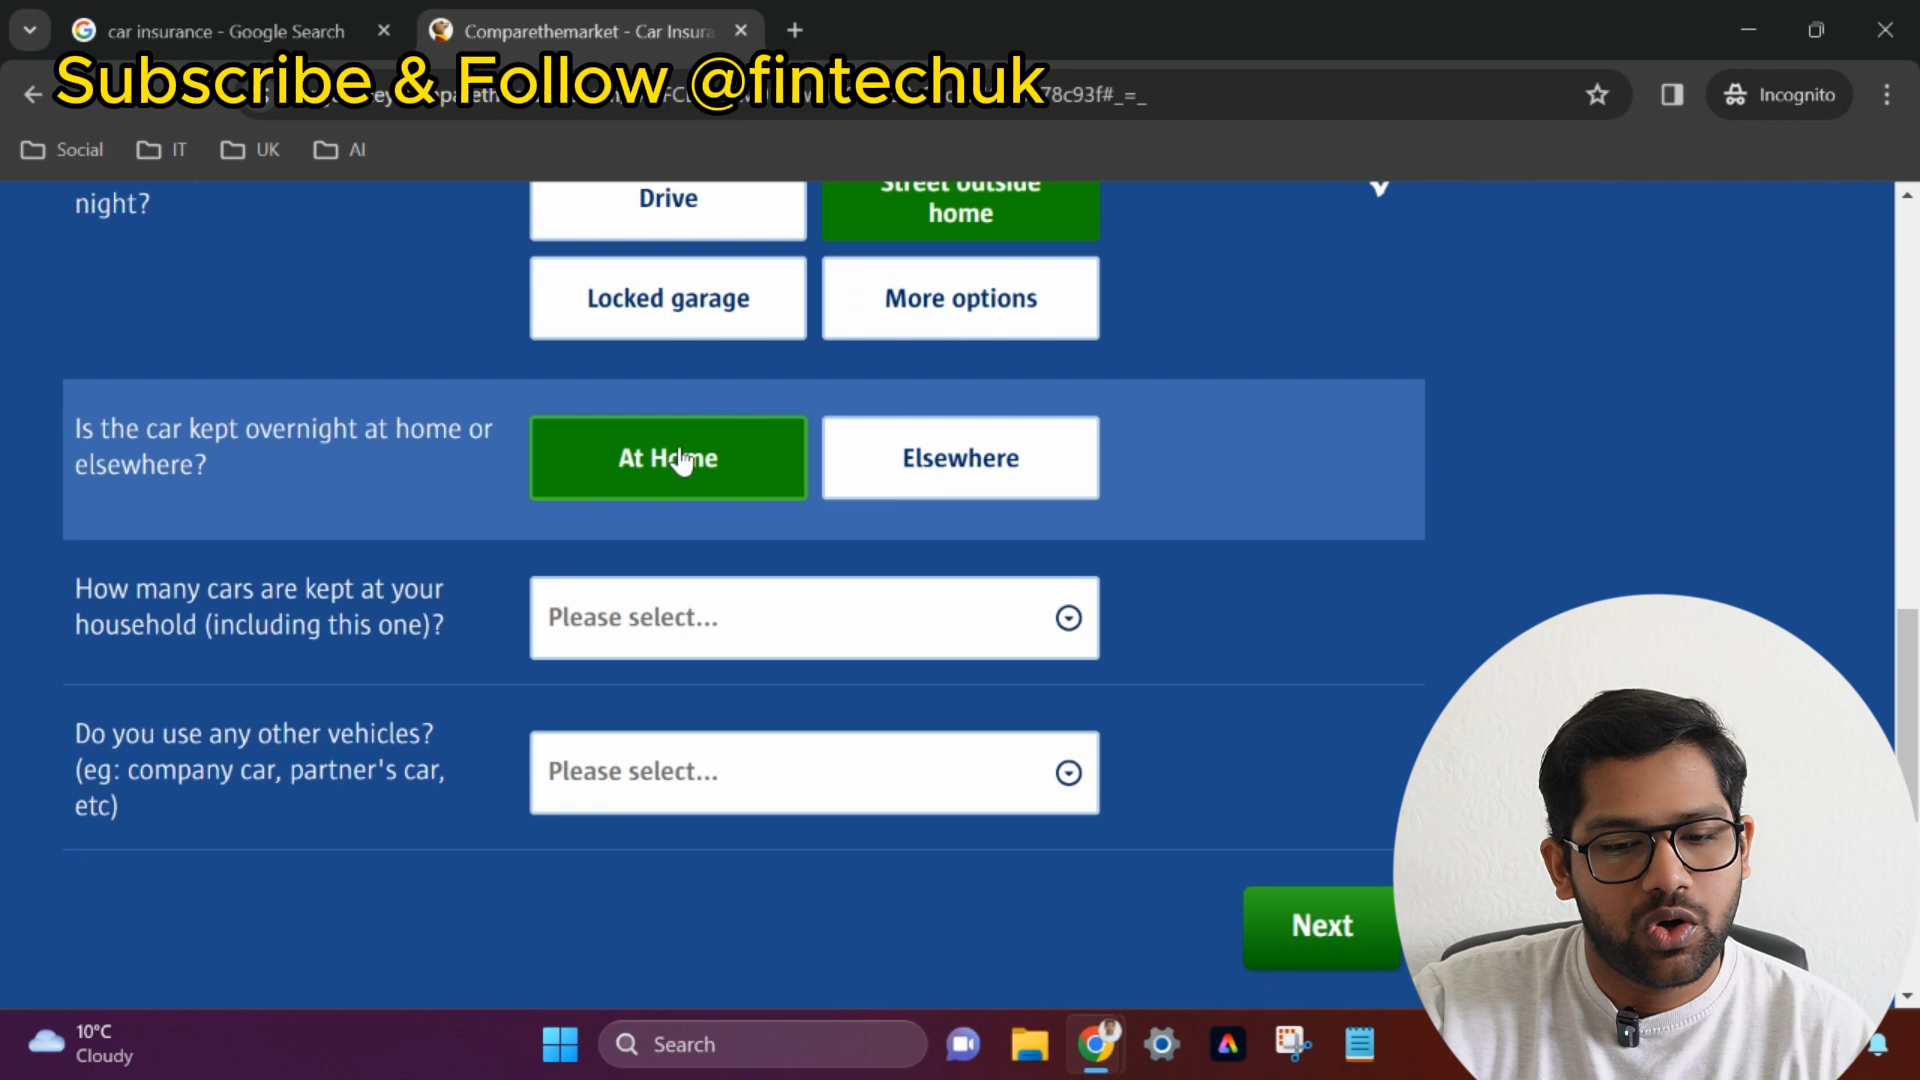 car insurance - Google Search
Comparethemarket - Car Insura
Subscribe & Follow @fintechuk
78c93f#_=_
Incognito
Social
IT
UK
AI
night?
Drive
Street outside
home
Locked garage
More options
Is the car kept overnight at home or
elsewhere?
At Home
Elsewhere
How many cars are kept at your
household (including this one)?
Please select...
Do you use any other vehicles?
(eg: company car, partner's car,
etc)
Please select...
Next
10°C
Cloudy
Search